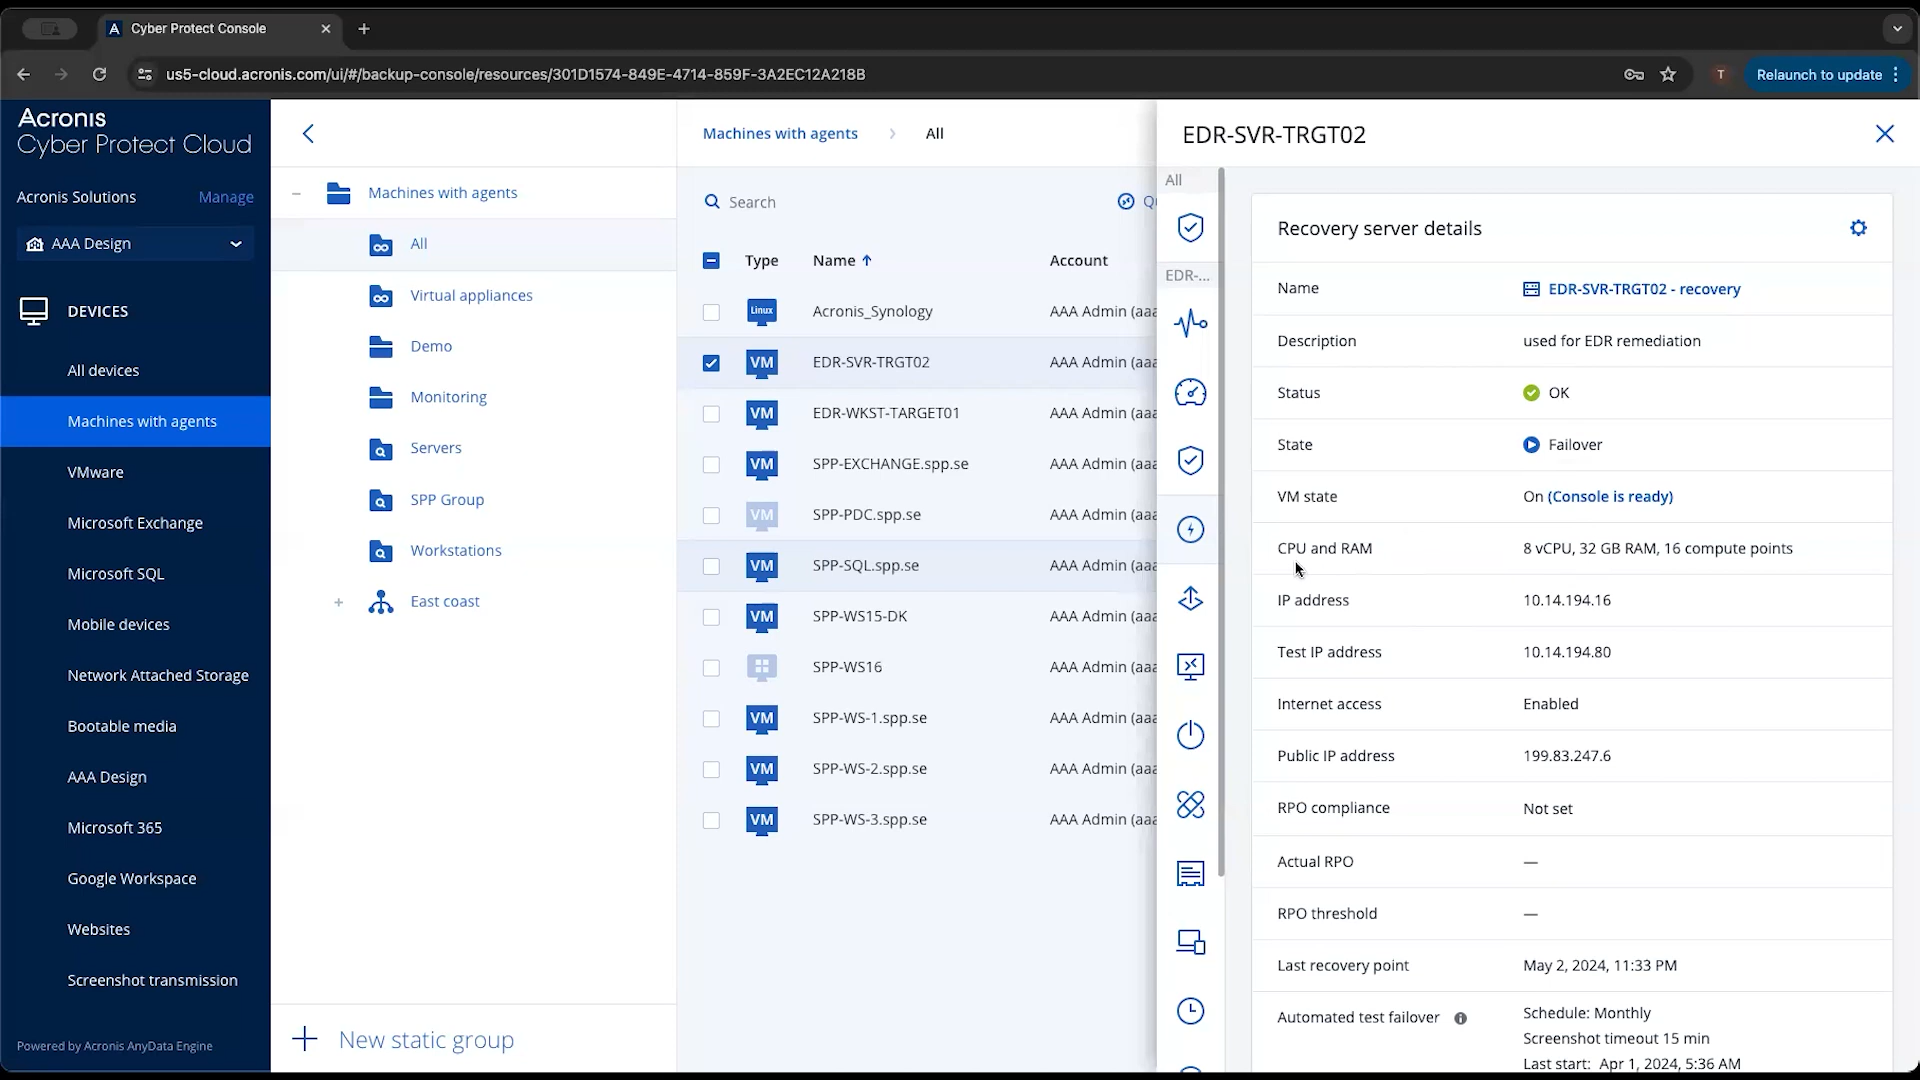 Cyber Protect Console
us5-cloud.acronis.com/ui/#/backup-console/resources/301D1574-849E-4714-859F-3A2EC12A218B
T
Relaunch to update
Acronis
Cyber Protect Cloud
Acronis Solutions
Manage
AAA Design
DEVICES
All devices
Machines with agents
VMware
Microsoft Exchange
Microsoft SQL
Mobile devices
Network Attached Storage
Bootable media
AAA Design
Microsoft 365
Google Workspace
Websites
Screenshot transmission
Powered by Acronis AnyData Engine
Machines with agents
All
Virtual appliances
Demo
Monitoring
Servers
SPP Group
Workstations
East coast
New static group
Machines with agents > All
Search
Type Name Account
Linux Acronis_Synology AAA Admin (aaa
VM EDR-SVR-TRGT02 AAA Admin (aaa
VM EDR-WKST-TARGET01 AAA Admin (aaa
VM SPP-EXCHANGE.spp.se AAA Admin (aaa
VM SPP-PDC.spp.se AAA Admin (aaa
VM SPP-SQL.spp.se AAA Admin (aaa
VM SPP-WS15-DK AAA Admin (aaa
SPP-WS16 AAA Admin (aaa
VM SPP-WS-1.spp.se AAA Admin (aaa
VM SPP-WS-2.spp.se AAA Admin (aaa
VM SPP-WS-3.spp.se AAA Admin (aaa
EDR-SVR-TRGT02
All
EDR-...
Recovery server details
Name EDR-SVR-TRGT02 - recovery
Description used for EDR remediation
Status OK
State Failover
VM state On (Console is ready)
CPU and RAM 8 vCPU, 32 GB RAM, 16 compute points
IP address 10.14.194.16
Test IP address 10.14.194.80
Internet access Enabled
Public IP address 199.83.247.6
RPO compliance Not set
Actual RPO —
RPO threshold —
Last recovery point May 2, 2024, 11:33 PM
Automated test failover Schedule: Monthly
Screenshot timeout 15 min
Last start: Apr 1, 2024, 5:36 AM